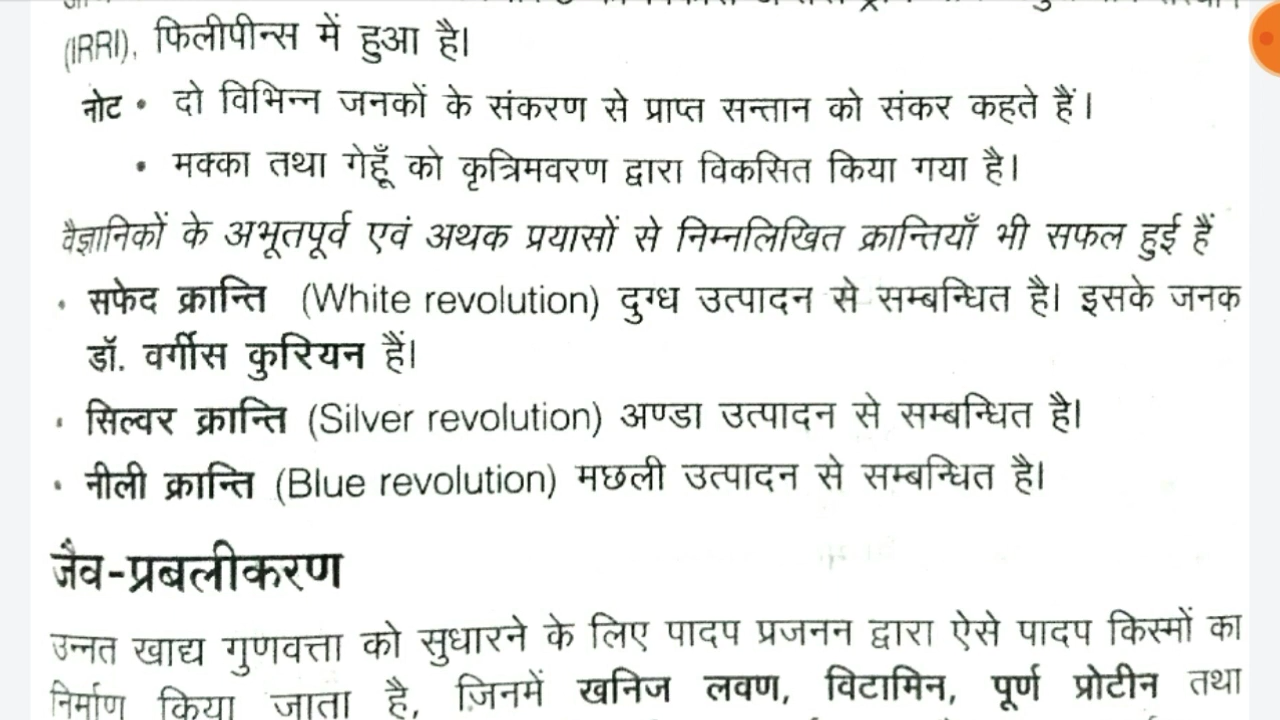 (IRRI), फिलीपीन्स में हुआ है।
नोट • दो विभिन्न जनकों के संकरण से प्राप्त सन्तान को संकर कहते हैं।
• मक्का तथा गेहूँ को कृत्रिमवरण द्वारा विकसित किया गया है।
वैज्ञानिकों के अभूतपूर्व एवं अथक प्रयासों से निम्नलिखित क्रान्तियाँ भी सफल हुई हैं
• सफेद क्रान्ति (White revolution) दुग्ध उत्पादन से सम्बन्धित है। इसके जनक
डॉ. वर्गीस कुरियन हैं।
• सिल्वर क्रान्ति (Silver revolution) अण्डा उत्पादन से सम्बन्धित है।
• नीली क्रान्ति (Blue revolution) मछली उत्पादन से सम्बन्धित है।
जैव-प्रबलीकरण
उन्नत खाद्य गुणवत्ता को सुधारने के लिए पादप प्रजनन द्वारा ऐसे पादप किस्मों का
निर्माण किया जाता है, जिनमें खनिज लवण, विटामिन, पूर्ण प्रोटीन तथा